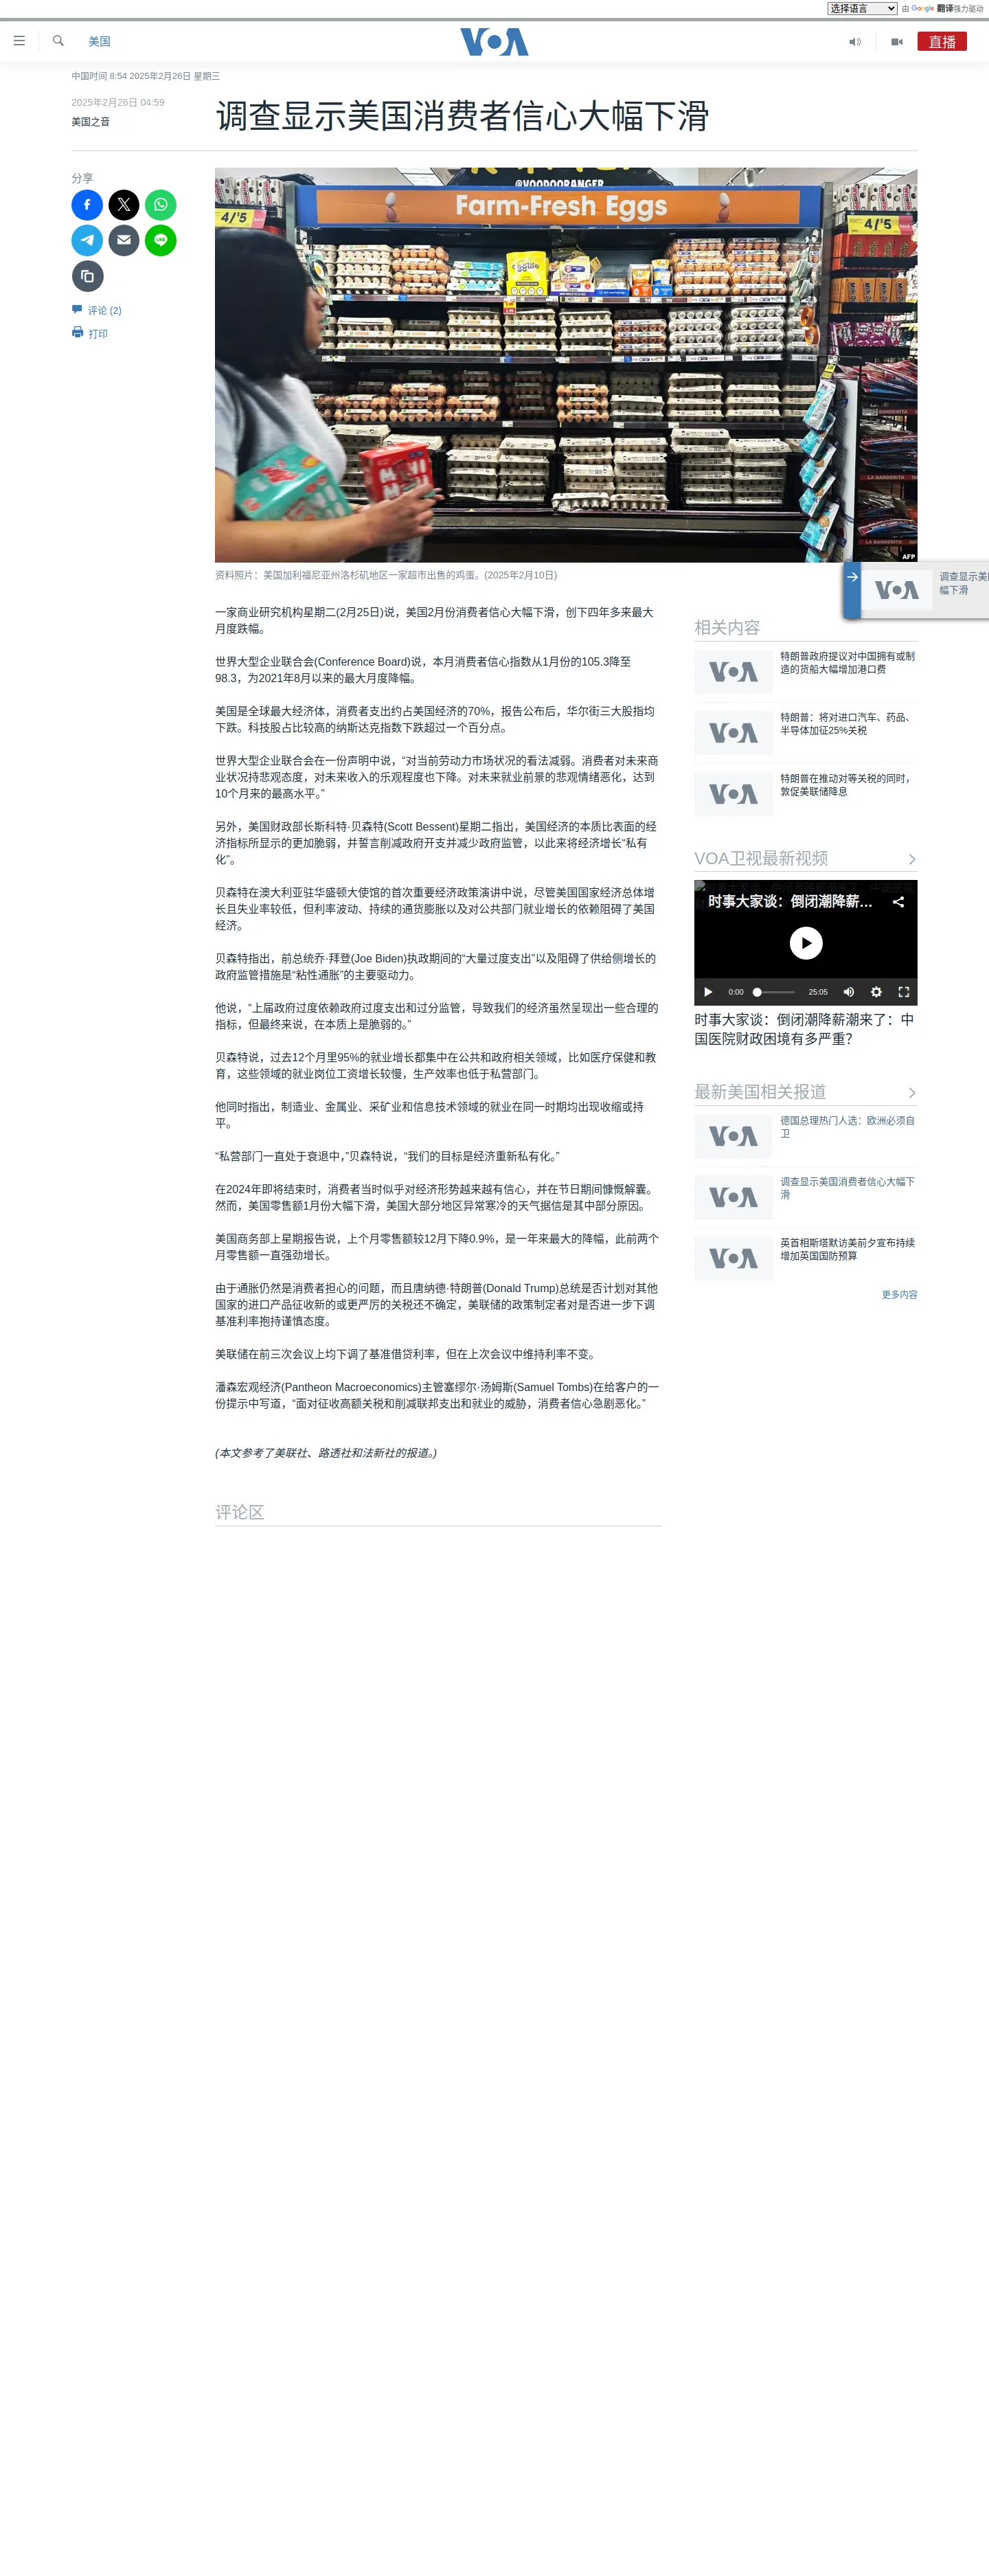 选择语言
由 Google 翻译强力驱动
美国
VOA
直播
中国时间 8:54 2025年2月26日 星期三
2025年2月26日 04:59
美国之音
调查显示美国消费者信心大幅下滑
分享
评论 (2)
打印
@VOODOORANGER
Farm-Fresh Eggs
4/$5
4/$5
LA BANDERITA
LA BANDERITA
AFP
资料照片：美国加利福尼亚州洛杉矶地区一家超市出售的鸡蛋。(2025年2月10日)
一家商业研究机构星期二(2月25日)说，美国2月份消费者信心大幅下滑，创下四年多来最大
月度跌幅。
世界大型企业联合会(Conference Board)说，本月消费者信心指数从1月份的105.3降至
98.3，为2021年8月以来的最大月度降幅。
美国是全球最大经济体，消费者支出约占美国经济的70%，报告公布后，华尔街三大股指均
下跌。科技股占比较高的纳斯达克指数下跌超过一个百分点。
世界大型企业联合会在一份声明中说，“对当前劳动力市场状况的看法减弱。消费者对未来商
业状况持悲观态度，对未来收入的乐观程度也下降。对未来就业前景的悲观情绪恶化，达到
10个月来的最高水平。”
另外，美国财政部长斯科特·贝森特(Scott Bessent)星期二指出，美国经济的本质比表面的经
济指标所显示的更加脆弱，并誓言削减政府开支并减少政府监管，以此来将经济增长“私有
化”。
贝森特在澳大利亚驻华盛顿大使馆的首次重要经济政策演讲中说，尽管美国国家经济总体增
长且失业率较低，但利率波动、持续的通货膨胀以及对公共部门就业增长的依赖阻碍了美国
经济。
贝森特指出，前总统乔·拜登(Joe Biden)执政期间的“大量过度支出”以及阻碍了供给侧增长的
政府监管措施是“粘性通胀”的主要驱动力。
他说，“上届政府过度依赖政府过度支出和过分监管，导致我们的经济虽然呈现出一些合理的
指标，但最终来说，在本质上是脆弱的。”
贝森特说，过去12个月里95%的就业增长都集中在公共和政府相关领域，比如医疗保健和教
育，这些领域的就业岗位工资增长较慢，生产效率也低于私营部门。
他同时指出，制造业、金属业、采矿业和信息技术领域的就业在同一时期均出现收缩或持
平。
“私营部门一直处于衰退中，”贝森特说，“我们的目标是经济重新私有化。”
在2024年即将结束时，消费者当时似乎对经济形势越来越有信心，并在节日期间慷慨解囊。
然而，美国零售额1月份大幅下滑，美国大部分地区异常寒冷的天气据信是其中部分原因。
美国商务部上星期报告说，上个月零售额较12月下降0.9%，是一年来最大的降幅，此前两个
月零售额一直强劲增长。
由于通胀仍然是消费者担心的问题，而且唐纳德·特朗普(Donald Trump)总统是否计划对其他
国家的进口产品征收新的或更严厉的关税还不确定，美联储的政策制定者对是否进一步下调
基准利率抱持谨慎态度。
美联储在前三次会议上均下调了基准借贷利率，但在上次会议中维持利率不变。
潘森宏观经济(Pantheon Macroeconomics)主管塞缪尔·汤姆斯(Samuel Tombs)在给客户的一
份提示中写道，“面对征收高额关税和削减联邦支出和就业的威胁，消费者信心急剧恶化。”
(本文参考了美联社、路透社和法新社的报道。)
评论区
VOA
调查显示美国
幅下滑
相关内容
VOA
特朗普政府提议对中国拥有或制
造的货船大幅增加港口费
VOA
特朗普：将对进口汽车、药品、
半导体加征25%关税
VOA
特朗普在推动对等关税的同时，
敦促美联储降息
VOA卫视最新视频
时事大家谈：倒闭潮降薪…
0:00
25:05
时事大家谈：倒闭潮降薪潮来了：中
国医院财政困境有多严重？
最新美国相关报道
VOA
德国总理热门人选：欧洲必须自
卫
VOA
调查显示美国消费者信心大幅下
滑
VOA
英首相斯塔默访美前夕宣布持续
增加英国国防预算
更多内容